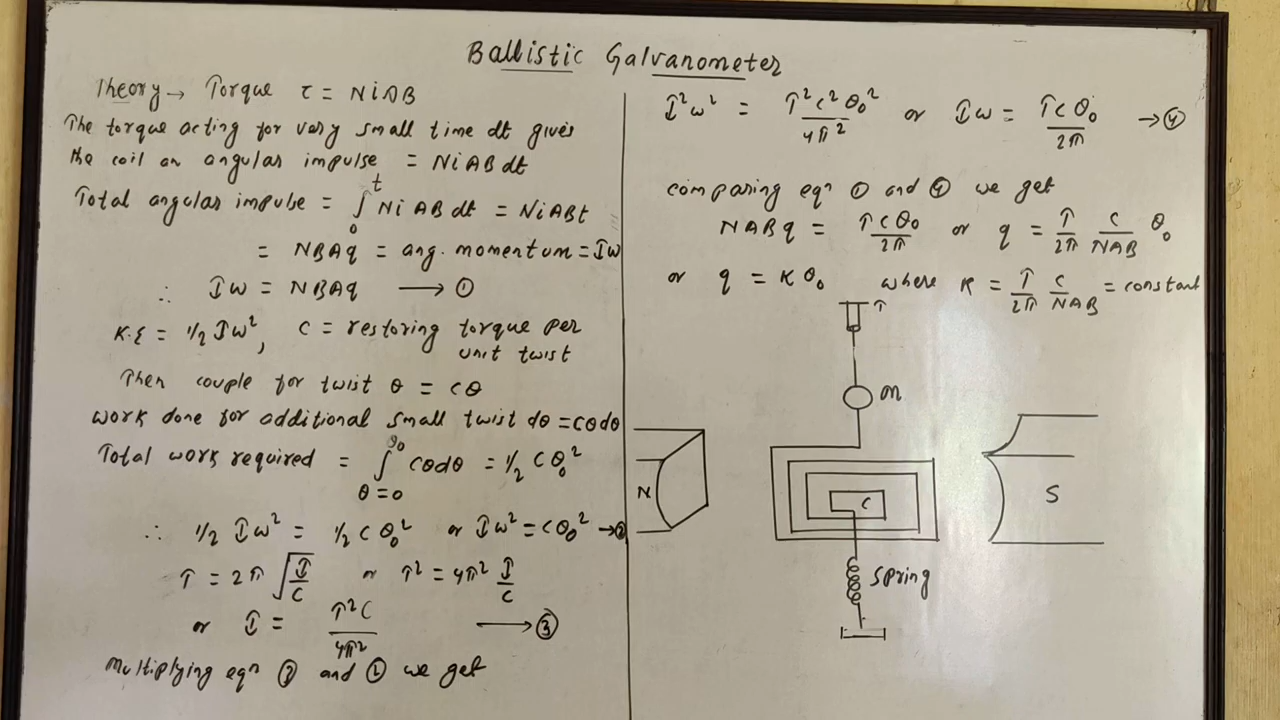 Ballistic Galvanometer
Theory → Torque τ = NiAB
The torque acting for very small time dt gives
the coil an angular impulse = NiABdt
Total angular impulse = ∫₀ᵗ NiABdt = NiABt
= NBAq = ang. momentum = Iω
∴ Iω = NBAq → ①
K.E = 1/2 Iω², C = restoring torque per
unit twist
Then couple for twist θ = cθ
work done for additional small twist dθ = cθdθ
Total work required = ∫_{θ=0}^{θ₀} cθdθ = 1/2 Cθ₀²
∴ 1/2 Iω² = 1/2 Cθ₀² or Iω² = Cθ₀² → ②
T = 2π √(I/C) or T² = 4π² I/C
or I = T²C/4π² → ③
Multiplying eqn ③ and ② we get
I²ω² = T²c²θ₀²/4π² or Iω = Tcθ₀/2π → ④
comparing eqn ① and ④ we get
NABq = Tcθ₀/2π or q = T/2π C/NAB θ₀
or q = Kθ₀ where K = T/2π C/NAB = constant
T
m
N
C
S
spring